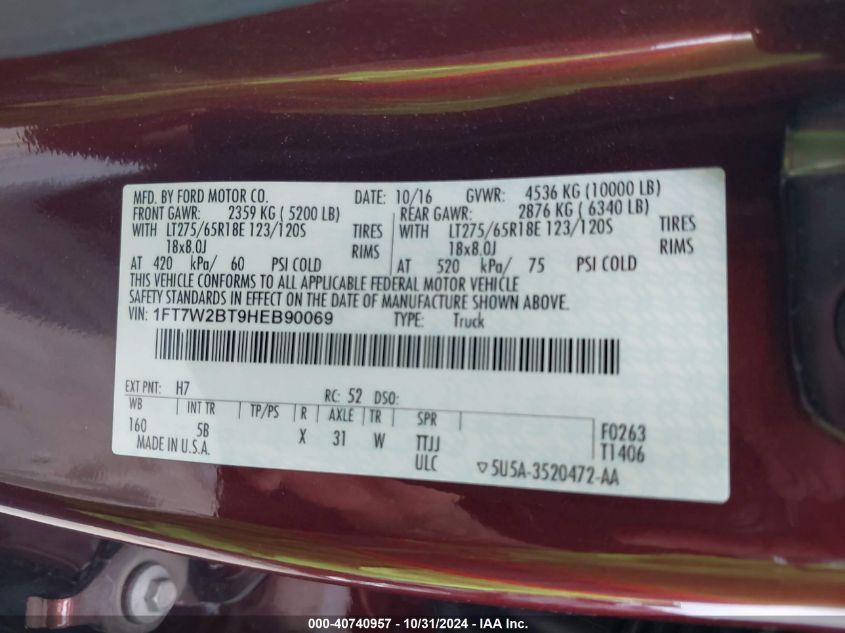 MFD. BY FORD MOTOR CO. DATE: 10/16 GVWR: 4536 KG (10000 LB)
FRONT GAWR: 2359 KG ( 5200 LB) REAR GAWR: 2876 KG ( 6340 LB)
WITH LT275/65R18E 123/120S TIRES WITH LT275/65R18E 123/120S TIRES
18x8.0J RIMS 18x8.0J RIMS
AT 420 kPa/ 60 PSI COLD AT 520 kPa/ 75 PSI COLD
THIS VEHICLE CONFORMS TO ALL APPLICABLE FEDERAL MOTOR VEHICLE
SAFETY STANDARDS IN EFFECT ON THE DATE OF MANUFACTURE SHOWN ABOVE.
VIN: 1FT7W2BT9HEB90069 TYPE: Truck
EXT PNT: H7 RC: 52 DSO:
WB INT TR TP/PS R AXLE TR SPR
160 5B X 31 W TTJJ F0263
MADE IN U.S.A. ULC T1406
5U5A-3520472-AA
000-40740957 - 10/31/2024 - IAA Inc.